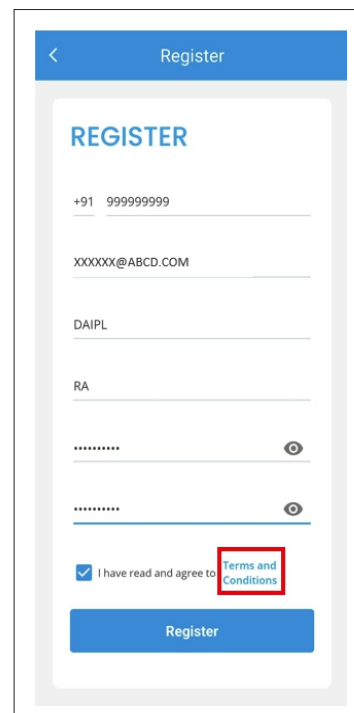 Register
REGISTER
+91 999999999
XXXXXX@ABCD.COM
DAIPL
RA
••••••••••
••••••••••
I have read and agree to Terms and
Conditions
Register